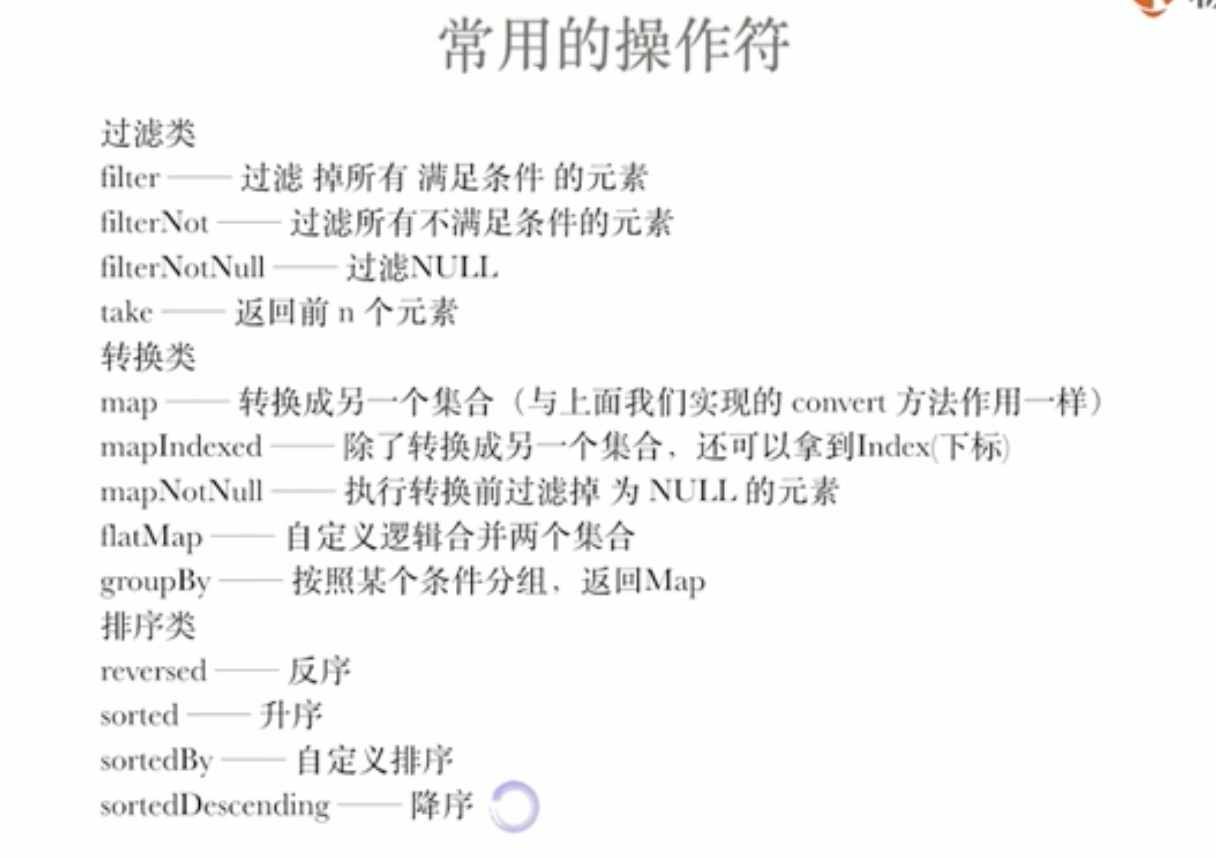 常用的操作符
过滤类
filter —— 过滤 掉所有 满足条件 的元素
filterNot —— 过滤所有不满足条件的元素
filterNotNull —— 过滤NULL
take —— 返回前 n 个元素
转换类
map —— 转换成另一个集合（与上面我们实现的 convert 方法作用一样）
mapIndexed —— 除了转换成另一个集合，还可以拿到Index(下标)
mapNotNull —— 执行转换前过滤掉 为 NULL 的元素
flatMap —— 自定义逻辑合并两个集合
groupBy —— 按照某个条件分组，返回Map
排序类
reversed —— 反序
sorted —— 升序
sortedBy —— 自定义排序
sortedDescending —— 降序